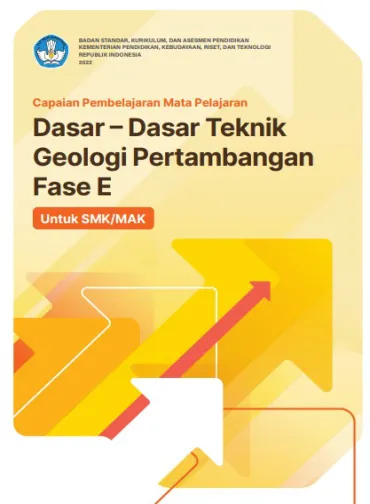 BADAN STANDAR, KURIKULUM, DAN ASESMEN PENDIDIKAN
KEMENTERIAN PENDIDIKAN, KEBUDAYAAN, RISET, DAN TEKNOLOGI
REPUBLIK INDONESIA
2022
Capaian Pembelajaran Mata Pelajaran
Dasar – Dasar Teknik
Geologi Pertambangan
Fase E
Untuk SMK/MAK